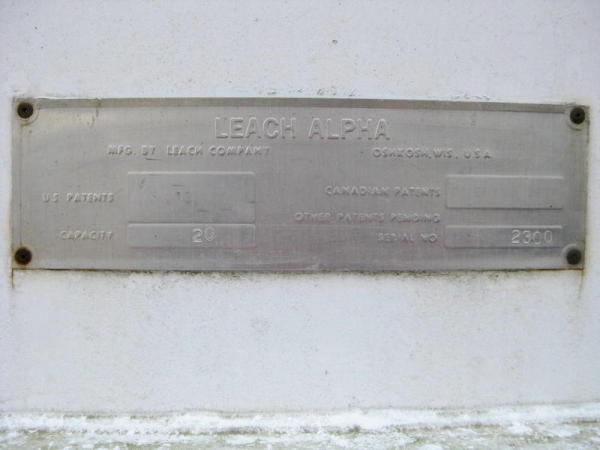 LEACH ALPHA
MFG. BY LEACH COMPANY OSHKOSH, WIS. U.S.A
U.S. PATENTS CANADIAN PATENTS
OTHER PATENTS PENDING
CAPACITY 20 SERIAL NO 2300